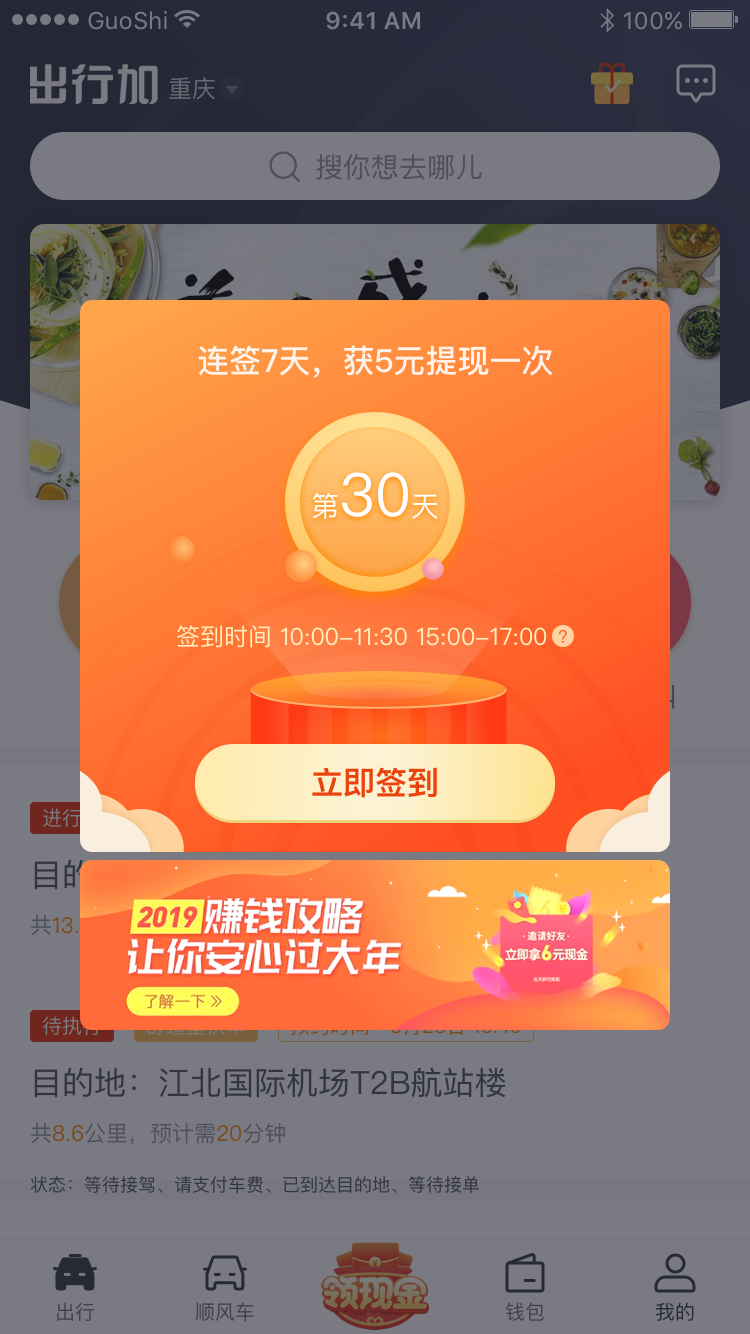 GuoShi 9:41 AM 100%
出行加 重庆
搜你想去哪儿
连签7天，获5元提现一次
第30天
签到时间 10:00–11:30 15:00–17:00 ?
立即签到
进行
目的
共13.
2019赚钱攻略
让你安心过大年
了解一下
·邀请好友·
立即拿6元现金
待执行
目的地：江北国际机场T2B航站楼
共8.6公里，预计需20分钟
状态：等待接驾、请支付车费、已到达目的地、等待接单
领现金
出行 顺风车 钱包 我的